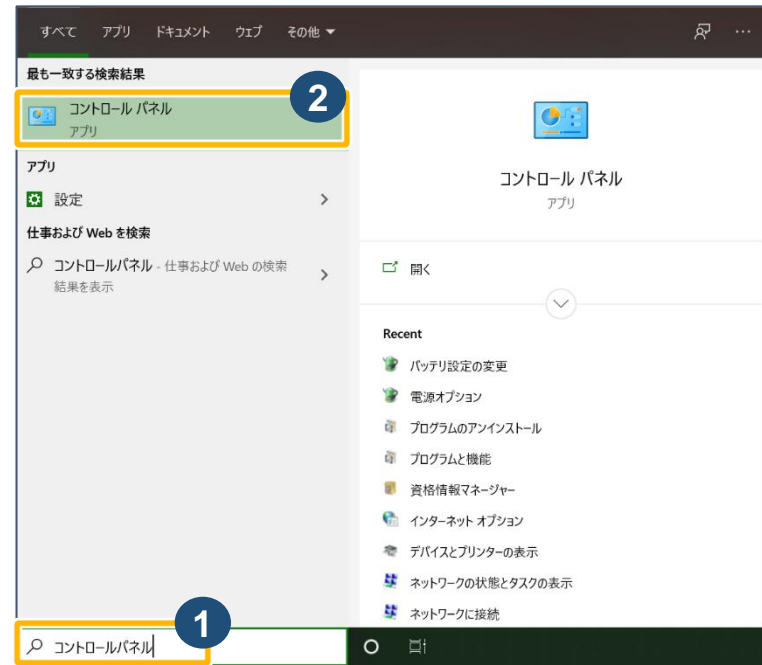 すべて アプリ ドキュメント ウェブ その他
最も一致する検索結果
コントロール パネル
アプリ
2
アプリ
設定
仕事および Web を検索
コントロールパネル - 仕事および Web の検索
結果を表示
コントロール パネル
アプリ
開く
Recent
バッテリ設定の変更
電源オプション
プログラムのアンインストール
プログラムと機能
資格情報マネージャー
インターネット オプション
デバイスとプリンターの表示
ネットワークの状態とタスクの表示
ネットワークに接続
1
コントロールパネル